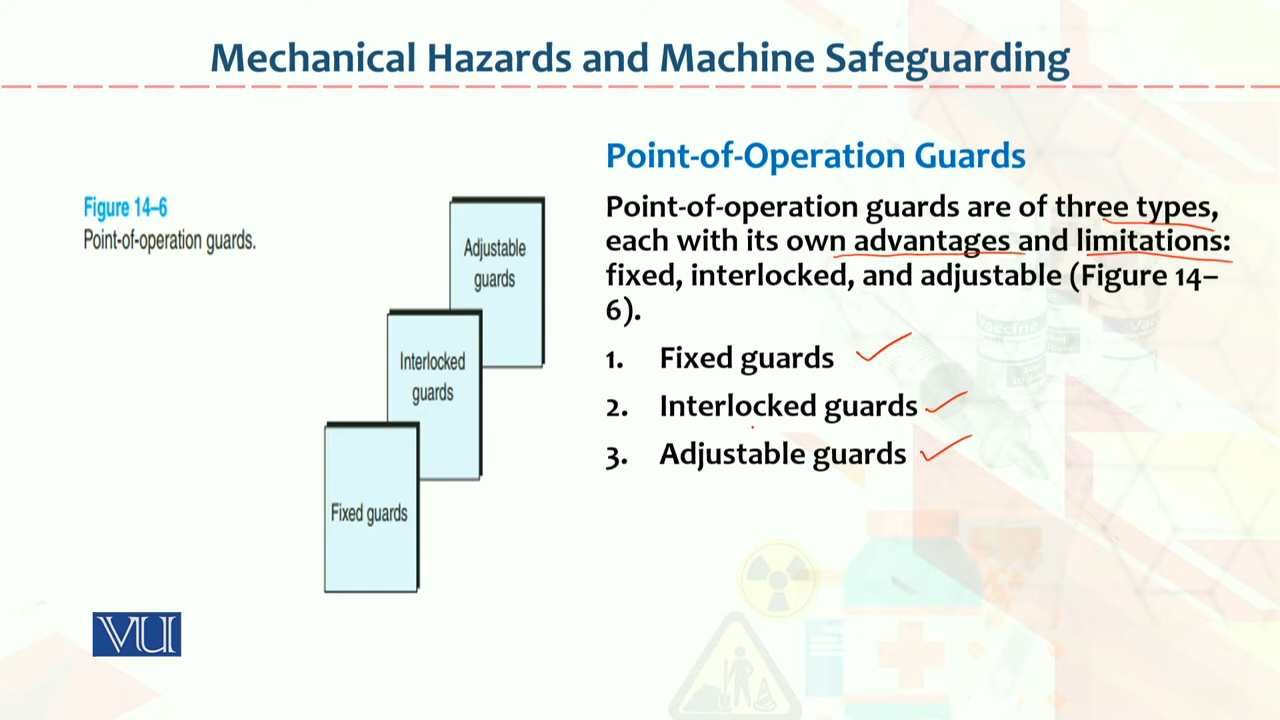 Mechanical Hazards and Machine Safeguarding
Figure 14–6
Point-of-operation guards.
Adjustable
guards
Interlocked
guards
Fixed guards
Point-of-Operation Guards
Point-of-operation guards are of three types,
each with its own advantages and limitations:
fixed, interlocked, and adjustable (Figure 14–
6).
1. Fixed guards
2. Interlocked guards
3. Adjustable guards
VU
Vaccine